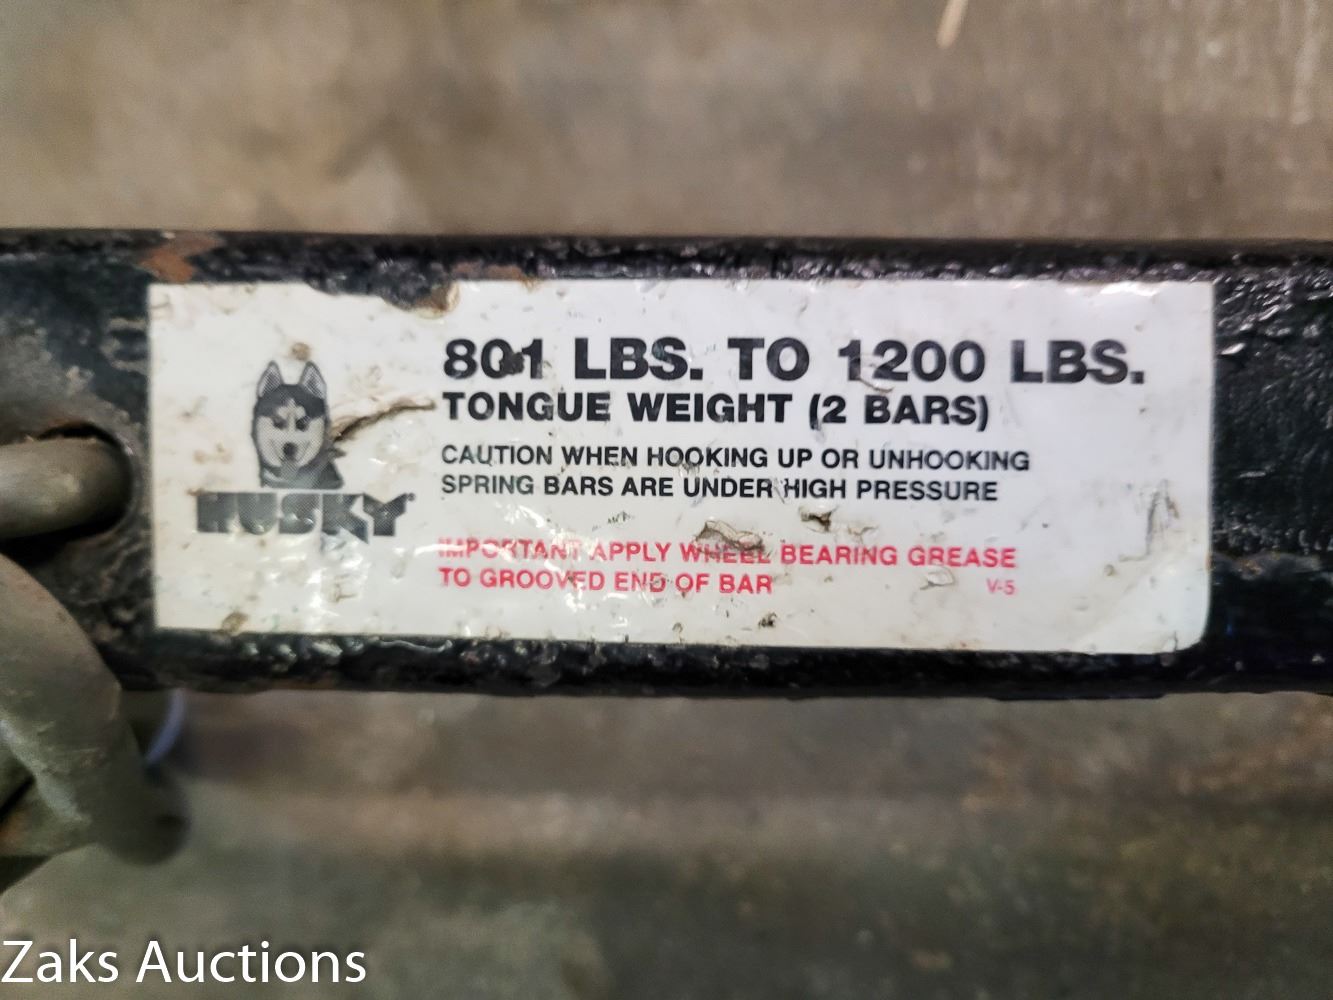 801 LBS. TO 1200 LBS.
TONGUE WEIGHT (2 BARS)
CAUTION WHEN HOOKING UP OR UNHOOKING
SPRING BARS ARE UNDER HIGH PRESSURE
HUSKY®
IMPORTANT APPLY WHEEL BEARING GREASE
TO GROOVED END OF BAR
V-5
Zaks Auctions